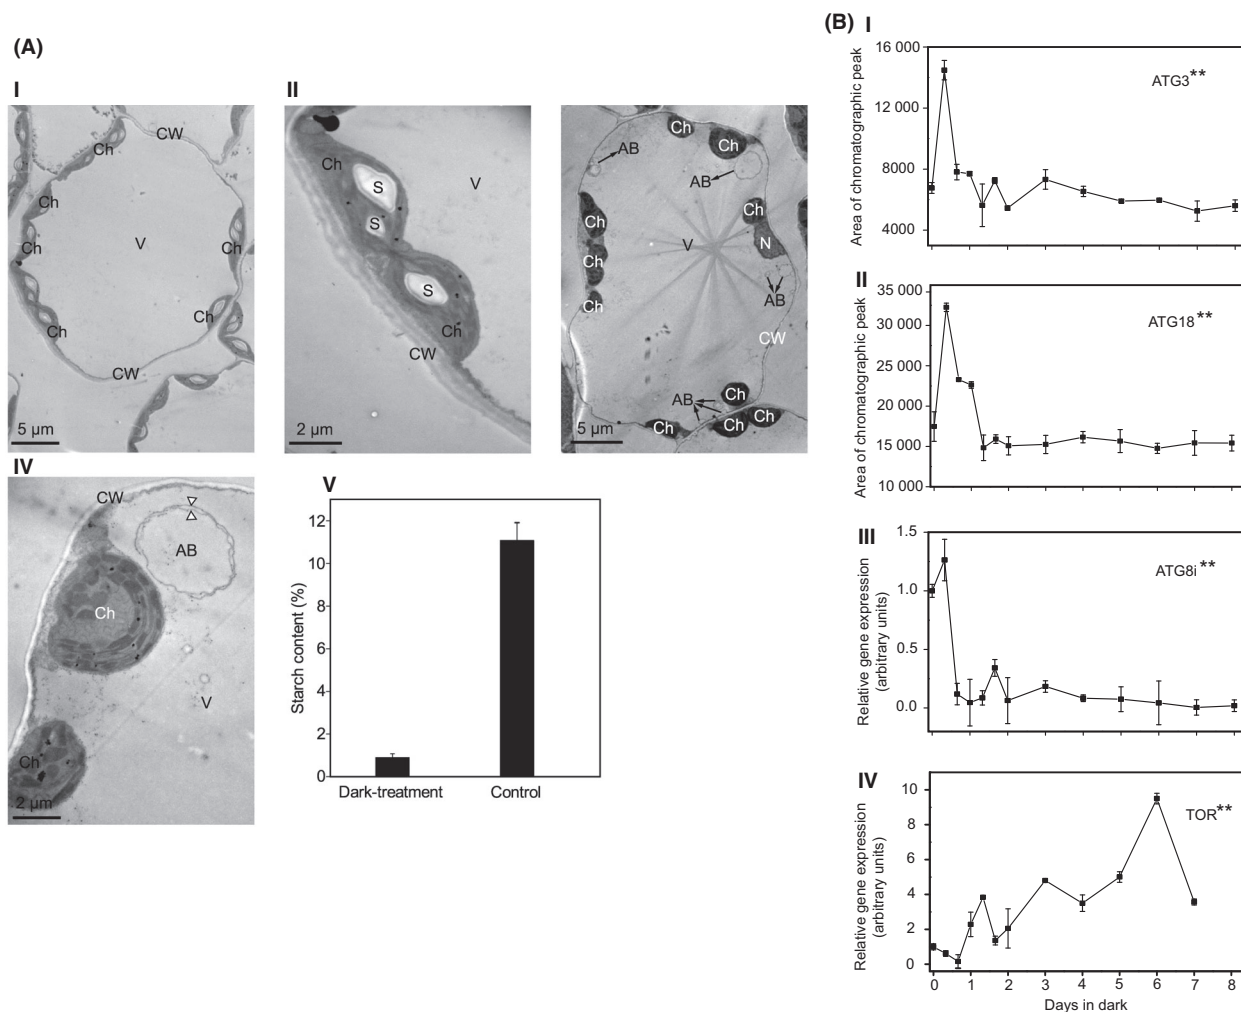 (A)
I
CW
Ch
Ch
V
Ch
Ch
Ch
CW
5 µm
II
Ch
S
V
S
S
Ch
CW
2 µm
Ch
AB
Ch
AB
Ch
Ch
V
N
Ch
AB
Ch
CW
AB
Ch
Ch
Ch
Ch
5 µm
IV
CW
AB
Ch
V
Ch
2 µm
V
Starch content (%)
12
10
8
6
4
2
0
Dark-treatment
Control
(B)
I
Area of chromatographic peak
16 000
12 000
8000
4000
ATG3**
II
Area of chromatographic peak
35 000
30 000
25 000
20 000
15 000
10 000
ATG18**
III
Relative gene expression
(arbitrary units)
1.5
1.0
0.5
0.0
ATG8i**
IV
Relative gene expression
(arbitrary units)
10
8
6
4
2
0
TOR**
0 1 2 3 4 5 6 7 8
Days in dark